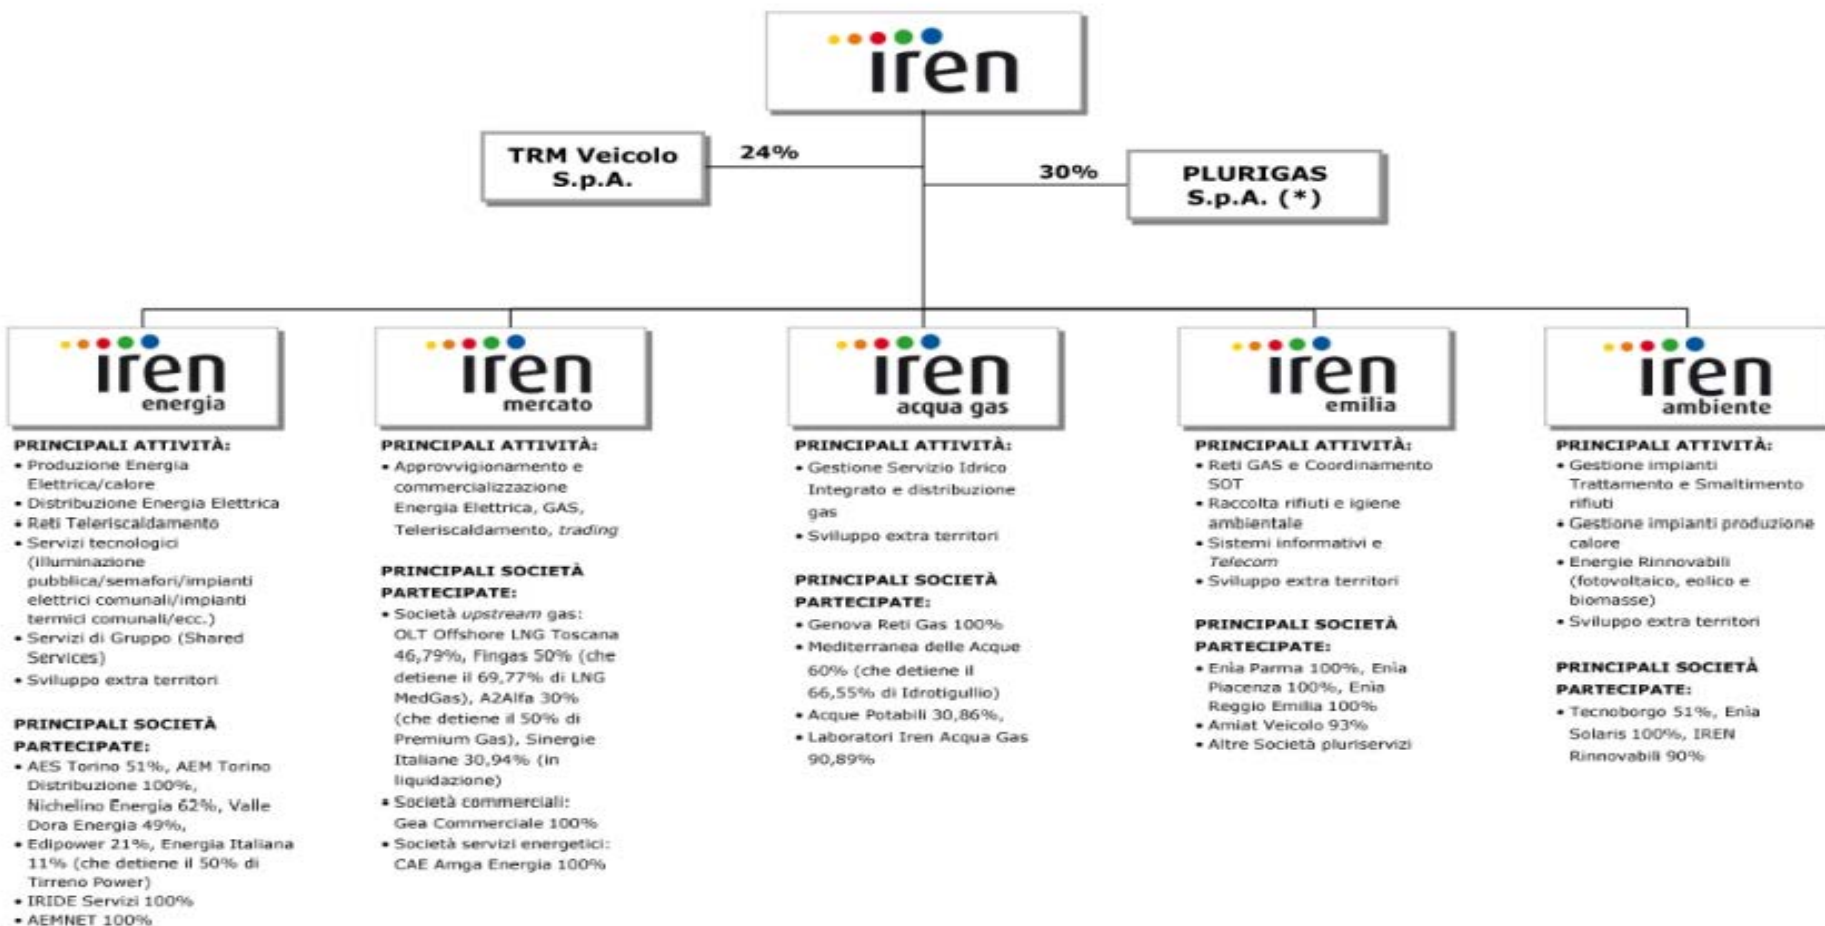 iren
TRM Veicolo
S.p.A.
24%
30%
PLURIGAS
S.p.A. (*)
iren
energia
PRINCIPALI ATTIVITÀ:
• Produzione Energia
Elettrica/calore
• Distribuzione Energia Elettrica
• Reti Teleriscaldamento
• Servizi tecnologici
(illuminazione
pubblica/semafori/impianti
elettrici comunali/impianti
termici comunali/ecc.)
• Servizi di Gruppo (Shared
Services)
• Sviluppo extra territori
PRINCIPALI SOCIETÀ
PARTECIPATE:
• AES Torino 51%, AEM Torino
Distribuzione 100%,
Nichelino Energia 62%, Valle
Dora Energia 49%,
• Edipower 21%, Energia Italiana
11% (che detiene il 50% di
Tirreno Power)
• IRIDE Servizi 100%
• AEMNET 100%
iren
mercato
PRINCIPALI ATTIVITÀ:
• Approvvigionamento e
commercializzazione
Energia Elettrica, GAS,
Teleriscaldamento, trading
PRINCIPALI SOCIETÀ
PARTECIPATE:
• Società upstream gas:
OLT Offshore LNG Toscana
46,79%, Fingas 50% (che
detiene il 69,77% di LNG
MedGas), A2Alfa 30%
(che detiene il 50% di
Premium Gas), Sinergie
Italiane 30,94% (in
liquidazione)
• Società commerciali:
Gea Commerciale 100%
• Società servizi energetici:
CAE Amga Energia 100%
iren
acqua gas
PRINCIPALI ATTIVITÀ:
• Gestione Servizio Idrico
Integrato e distribuzione
gas
• Sviluppo extra territori
PRINCIPALI SOCIETÀ
PARTECIPATE:
• Genova Reti Gas 100%
• Mediterranea delle Acque
60% (che detiene il
66,55% di Idrotigullio)
• Acque Potabili 30,86%,
• Laboratori Iren Acqua Gas
90,89%
iren
emilia
PRINCIPALI ATTIVITÀ:
• Reti GAS e Coordinamento
SOT
• Raccolta rifiuti e igiene
ambientale
• Sistemi informativi e
Telecom
• Sviluppo extra territori
PRINCIPALI SOCIETÀ
PARTECIPATE:
• Enìa Parma 100%, Enìa
Piacenza 100%, Enìa
Reggio Emilia 100%
• Amiat Veicolo 93%
• Altre Società pluriservizi
iren
ambiente
PRINCIPALI ATTIVITÀ:
• Gestione impianti
Trattamento e Smaltimento
rifiuti
• Gestione impianti produzione
calore
• Energie Rinnovabili
(fotovoltaico, eolico e
biomasse)
• Sviluppo extra territori
PRINCIPALI SOCIETÀ
PARTECIPATE:
• Tecnoborgo 51%, Enìa
Solaris 100%, IREN
Rinnovabili 90%